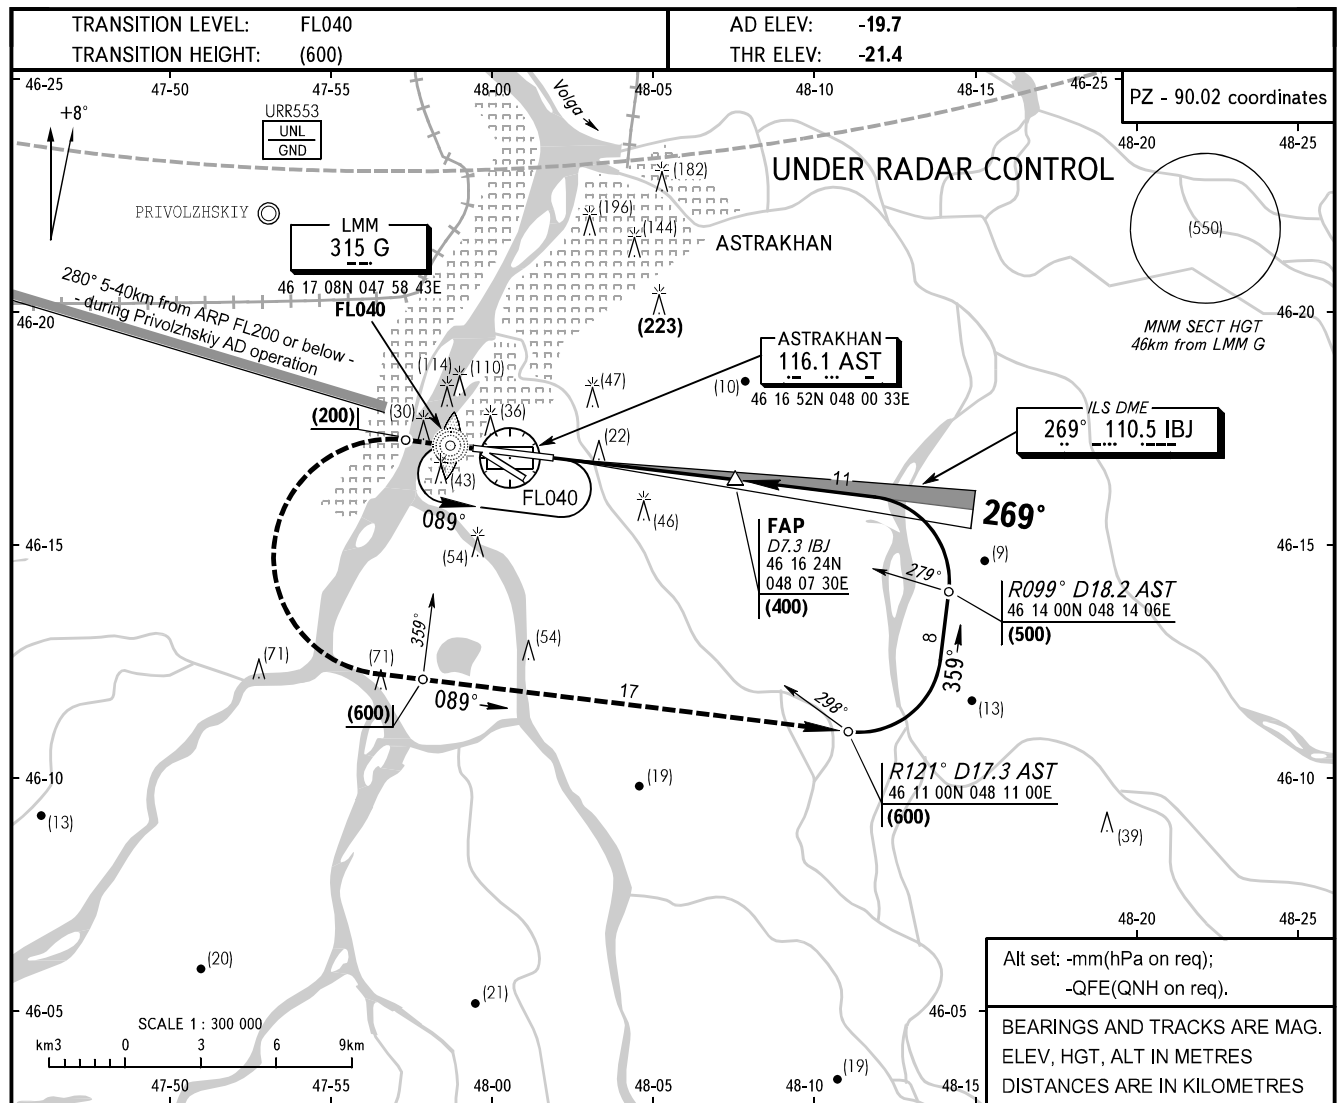 TRANSITION LEVEL: FL040
TRANSITION HEIGHT: (600)
AD ELEV: -19.7
THR ELEV: -21.4
46-25 47-50 47-55 48-00 48-05 48-10 48-15 46-25
PZ - 90.02 coordinates
48-20 48-25
+8°
URR553
UNL
GND
Volga
(182)
UNDER RADAR CONTROL
PRIVOLZHSKIY
(196)
(144)
ASTRAKHAN
(550)
LMM
315 G
46 17 08N 047 58 43E
FL040
280° 5-40km from ARP FL200 or below -
- during Privolzhskiy AD operation
46-20
46-20
(223)
MNM SECT HGT
46km from LMM G
ASTRAKHAN
116.1 AST
46 16 52N 048 00 33E
(114)
(110)
(47)
(10)
(30)
(36)
(200)
(22)
(43)
ILS DME
269° 110.5 IBJ
11
FL040
089°
(46)
269°
FAP
D7.3 IBJ
46 16 24N
048 07 30E
(400)
46-15
46-15
(54)
(9)
279°
R099° D18.2 AST
46 14 00N 048 14 06E
(500)
359°
(54)
8
359°
(71)
(71)
(600)
089°
17
298°
(13)
R121° D17.3 AST
46 11 00N 048 11 00E
(600)
46-10
46-10
(19)
(13)
(39)
48-20 48-25
(20)
(21)
Alt set: -mm(hPa on req);
-QFE(QNH on req).
46-05
46-05
SCALE 1 : 300 000
km3 0 3 6 9km
BEARINGS AND TRACKS ARE MAG.
ELEV, HGT, ALT IN METRES
DISTANCES ARE IN KILOMETRES
(19)
47-50 47-55 48-00 48-05 48-10 48-15